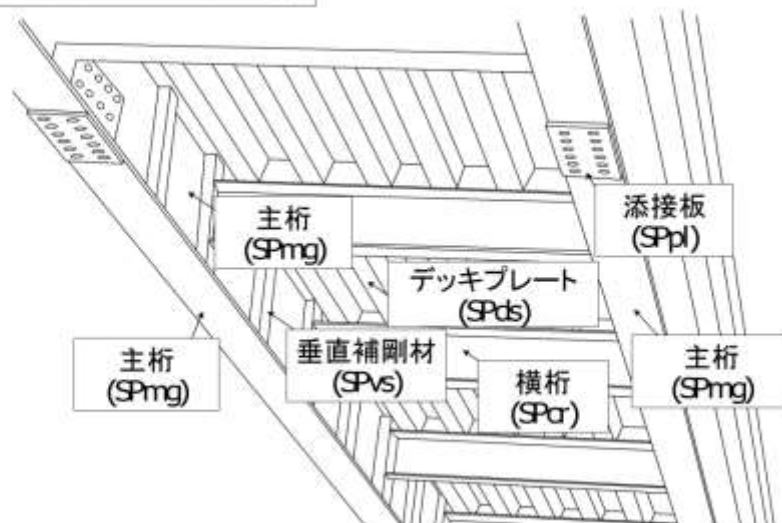 主桁
(SPmg)
添接板
(SPpl)
デッキプレート
(SPds)
主桁
(SPmg)
垂直補剛材
(SPvs)
横桁
(SPcr)
主桁
(SPmg)